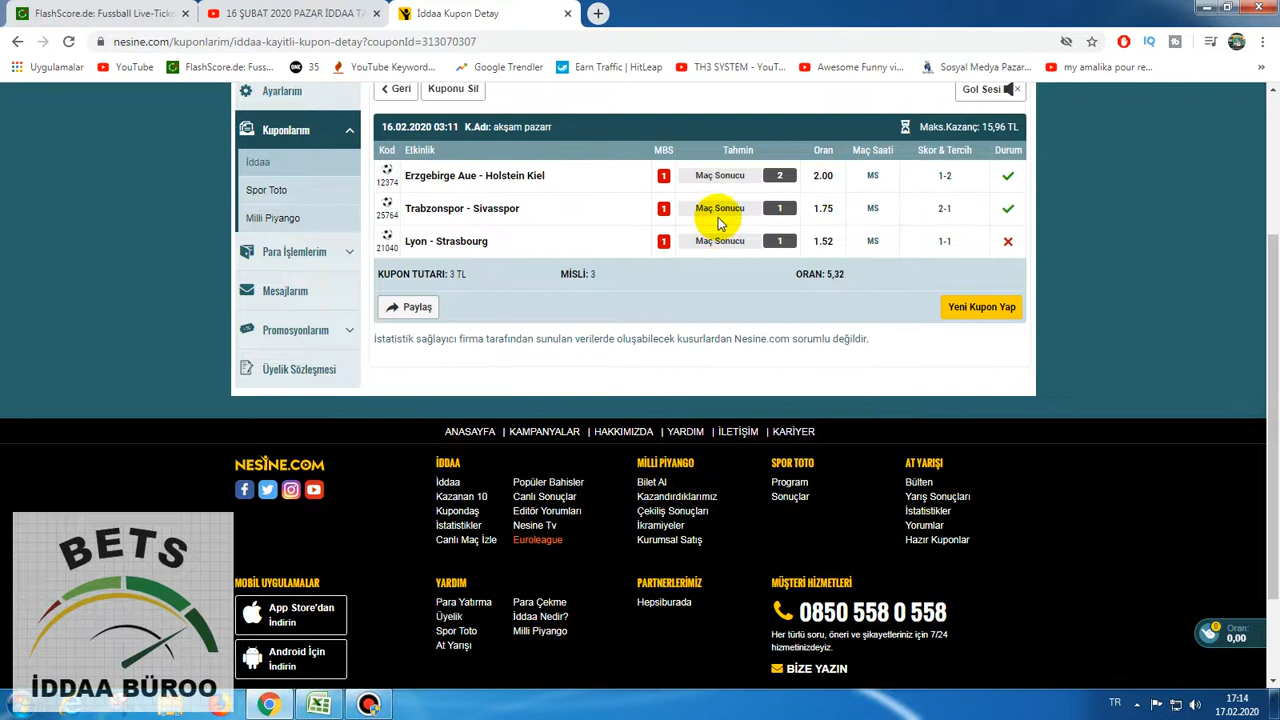 FlashScore.de: Fussball Live-Ticke
16 ŞUBAT 2020 PAZAR İDDAA TA
İddaa Kupon Detay
nesine.com/kuponlarim/iddaa-kayitli-kupon-detay?couponId=313070307
Uygulamalar
YouTube
FlashScore.de: Fuss...
35
YouTube Keyword...
Google Trendler
Earn Traffic | HitLeap
TH3 SYSTEM - YouT...
Awesome Funny vi...
Sosyal Medya Pazar...
my amalika pour re...
Ayarlarım
Geri
Kuponu Sil
Gol Sesi
Kuponlarım
İddaa
Spor Toto
Milli Piyango
Para İşlemlerim
Mesajlarım
Promosyonlarım
Üyelik Sözleşmesi
16.02.2020 03:11 K.Adı: akşam pazarr
Maks.Kazanç: 15,96 TL
Kod Etkinlik MBS Tahmin Oran Maç Saati Skor & Tercih Durum
12374 Erzgebirge Aue - Holstein Kiel 1 Maç Sonucu 2 2.00 MS 1-2
25764 Trabzonspor - Sivasspor 1 Maç Sonucu 1 1.75 MS 2-1
21040 Lyon - Strasbourg 1 Maç Sonucu 1 1.52 MS 1-1
KUPON TUTARI: 3 TL MİSLİ: 3 ORAN: 5,32
Paylaş
Yeni Kupon Yap
İstatistik sağlayıcı firma tarafından sunulan verilerde oluşabilecek kusurlardan Nesine.com sorumlu değildir.
ANASAYFA | KAMPANYALAR | HAKKIMIZDA | YARDIM | İLETİŞİM | KARİYER
NESİNE.COM
İDDAA
İddaa
Kazanan 10
Kupondaş
İstatistikler
Canlı Maç İzle
Popüler Bahisler
Canlı Sonuçlar
Editör Yorumları
Nesine Tv
Euroleague
MİLLİ PİYANGO
Bilet Al
Kazandırdıklarımız
Çekiliş Sonuçları
İkramiyeler
Kurumsal Satış
SPOR TOTO
Program
Sonuçlar
AT YARIŞI
Bülten
Yarış Sonuçları
İstatistikler
Yorumlar
Hazır Kuponlar
MOBİL UYGULAMALAR
App Store'dan
İndirin
Android İçin
İndirin
YARDIM
Para Yatırma
Üyelik
Spor Toto
At Yarışı
Para Çekme
İddaa Nedir?
Milli Piyango
PARTNERLERİMİZ
Hepsiburada
MÜŞTERİ HİZMETLERİ
0850 558 0 558
Her türlü soru, öneri ve şikayetleriniz için 7/24
hizmetinizdeyiz.
BİZE YAZIN
0
Oran:
0,00
BETS
İDDAA BÜROO
TR
17:14
17.02.2020